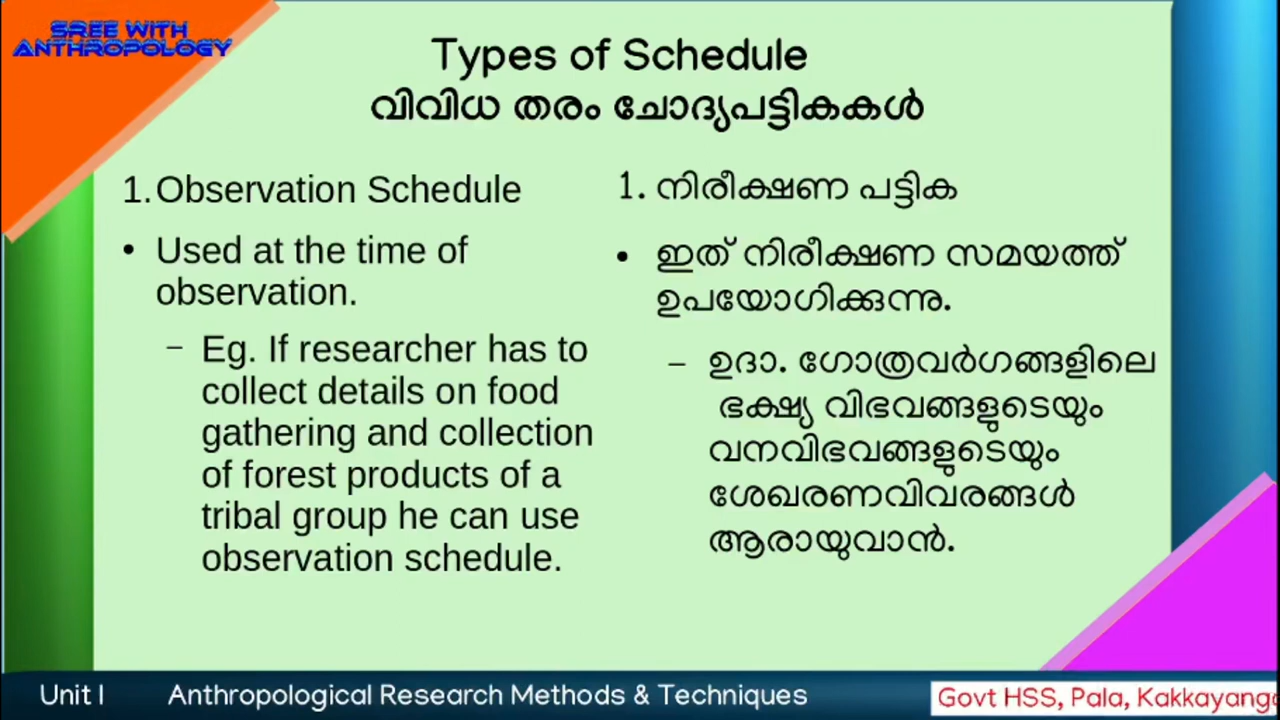 SREE WITH
ANTHROPOLOGY
Types of Schedule
വിവിധ തരം ചോദ്യപട്ടികകൾ
1. Observation Schedule
• Used at the time of
observation.
– Eg. If researcher has to
collect details on food
gathering and collection
of forest products of a
tribal group he can use
observation schedule.
1. നിരീക്ഷണ പട്ടിക
• ഇത് നിരീക്ഷണ സമയത്ത്
ഉപയോഗിക്കുന്നു.
– ഉദാ. ഗോത്രവർഗങ്ങളിലെ
ഭക്ഷ്യ വിഭവങ്ങളുടെയും
വനവിഭവങ്ങളുടെയും
ശേഖരണവിവരങ്ങൾ
ആരായുവാൻ.
Unit I Anthropological Research Methods & Techniques
Govt HSS, Pala, Kakkayanga